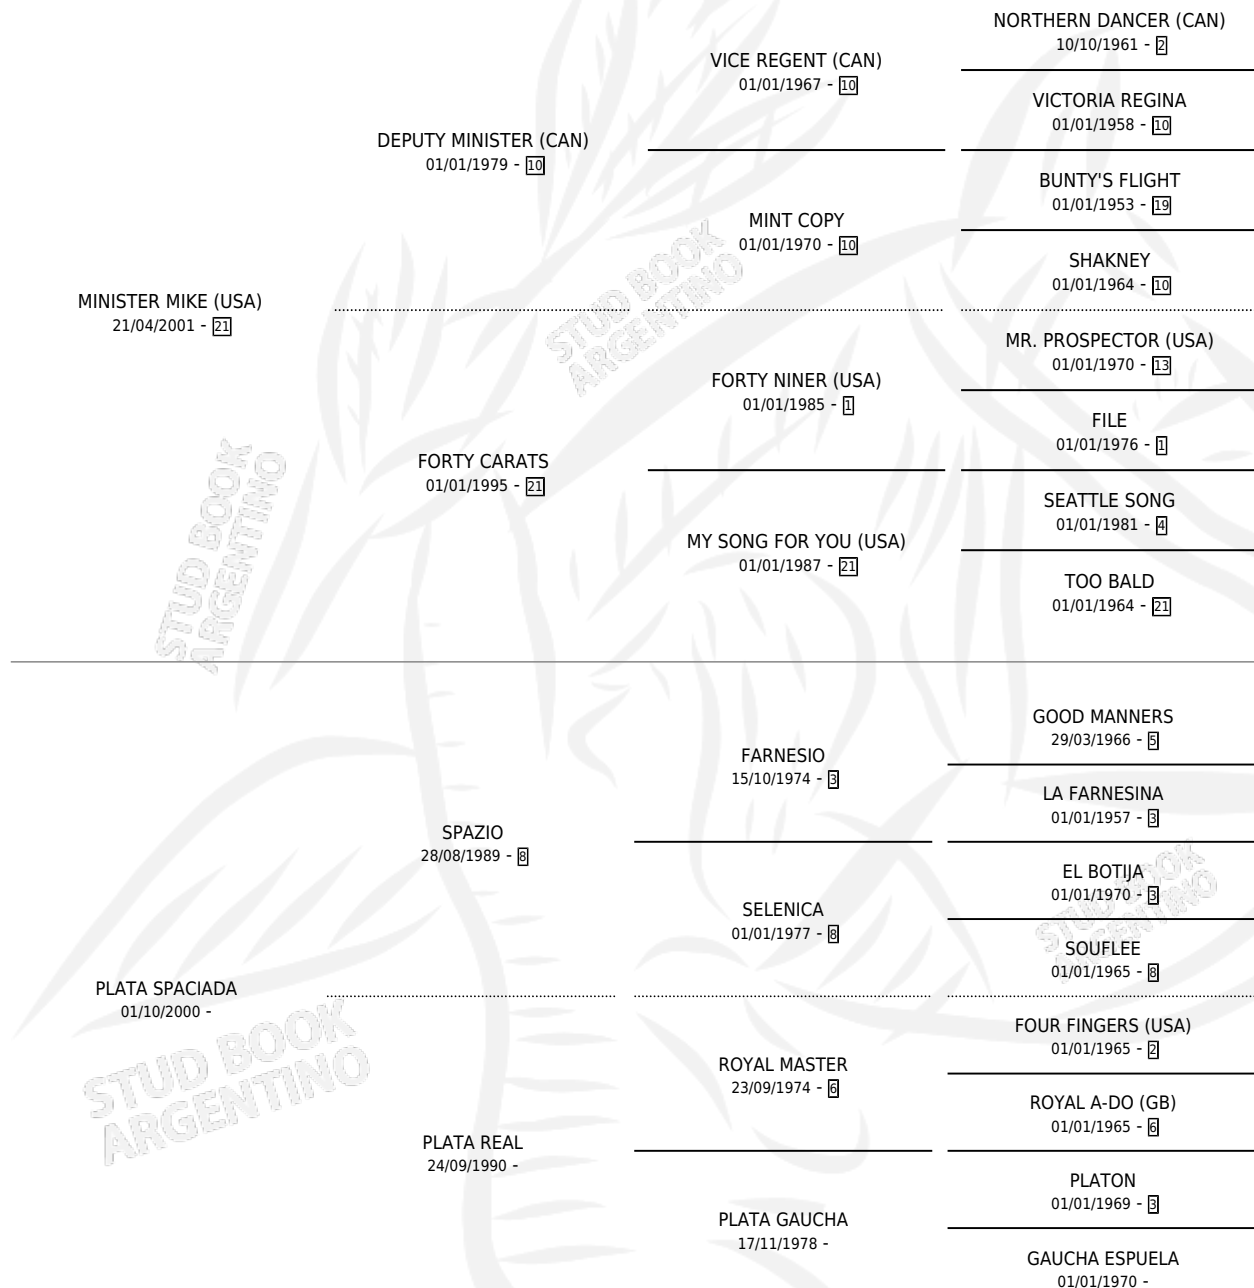 NORTHERN DANCER (CAN)
10/10/1961 - 2
VICE REGENT (CAN)
01/01/1967 - 10
VICTORIA REGINA
01/01/1958 - 10
DEPUTY MINISTER (CAN)
01/01/1979 - 10
BUNTY'S FLIGHT
01/01/1953 - 19
MINT COPY
01/01/1970 - 10
SHAKNEY
01/01/1964 - 10
MINISTER MIKE (USA)
21/04/2001 - 21
MR. PROSPECTOR (USA)
01/01/1970 - 13
FORTY NINER (USA)
01/01/1985 - 1
FILE
01/01/1976 - 1
FORTY CARATS
01/01/1995 - 21
SEATTLE SONG
01/01/1981 - 4
MY SONG FOR YOU (USA)
01/01/1987 - 21
TOO BALD
01/01/1964 - 21
GOOD MANNERS
29/03/1966 - 5
FARNESIO
15/10/1974 - 3
LA FARNESINA
01/01/1957 - 3
SPAZIO
28/08/1989 - 8
EL BOTIJA
01/01/1970 - 3
SELENICA
01/01/1977 - 8
SOUFLEE
01/01/1965 - 8
PLATA SPACIADA
01/10/2000 -
FOUR FINGERS (USA)
01/01/1965 - 2
ROYAL MASTER
23/09/1974 - 6
ROYAL A-DO (GB)
01/01/1965 - 6
PLATA REAL
24/09/1990 -
PLATON
01/01/1969 - 3
PLATA GAUCHA
17/11/1978 -
GAUCHA ESPUELA
01/01/1970 -
STUD BOOK
ARGENTINO
STUD BOOK
ARGENTINO
STUD BOOK
ARGENTINO
STUD BOOK
ARGENTINO